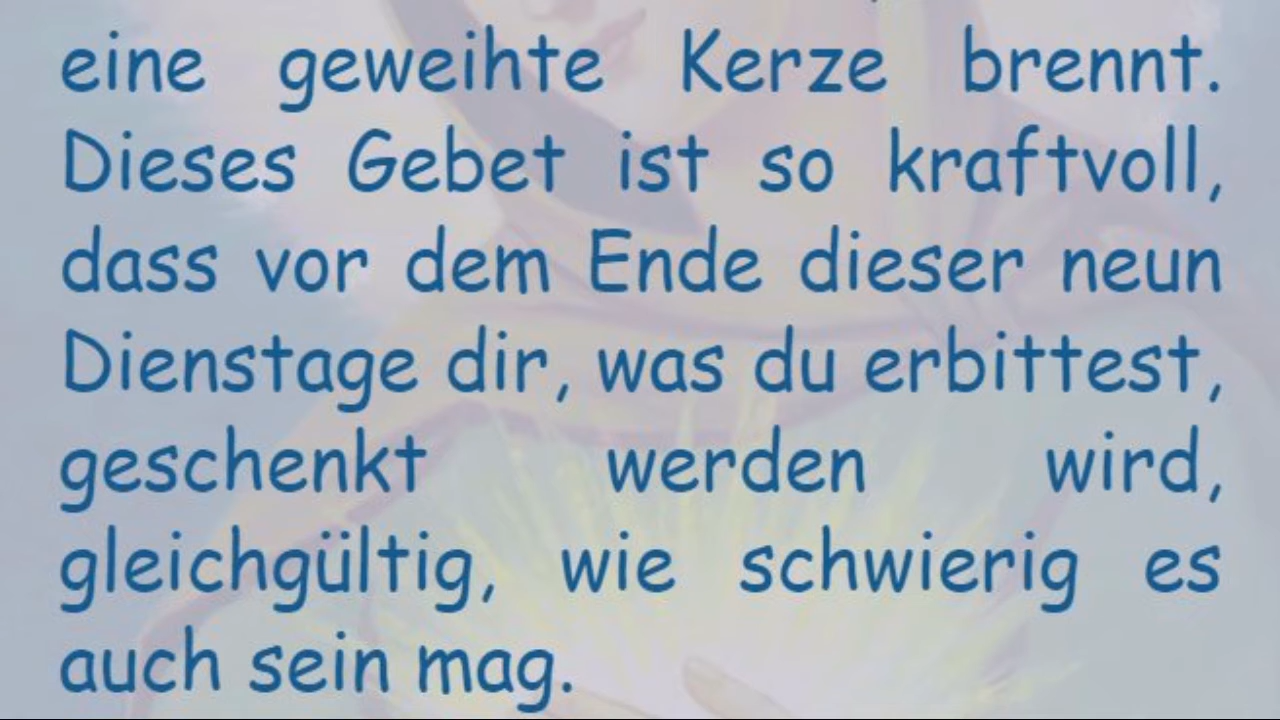 eine geweihte Kerze brennt.
Dieses Gebet ist so kraftvoll,
dass vor dem Ende dieser neun
Dienstage dir, was du erbittest,
geschenkt werden wird,
gleichgültig, wie schwierig es
auch sein mag.